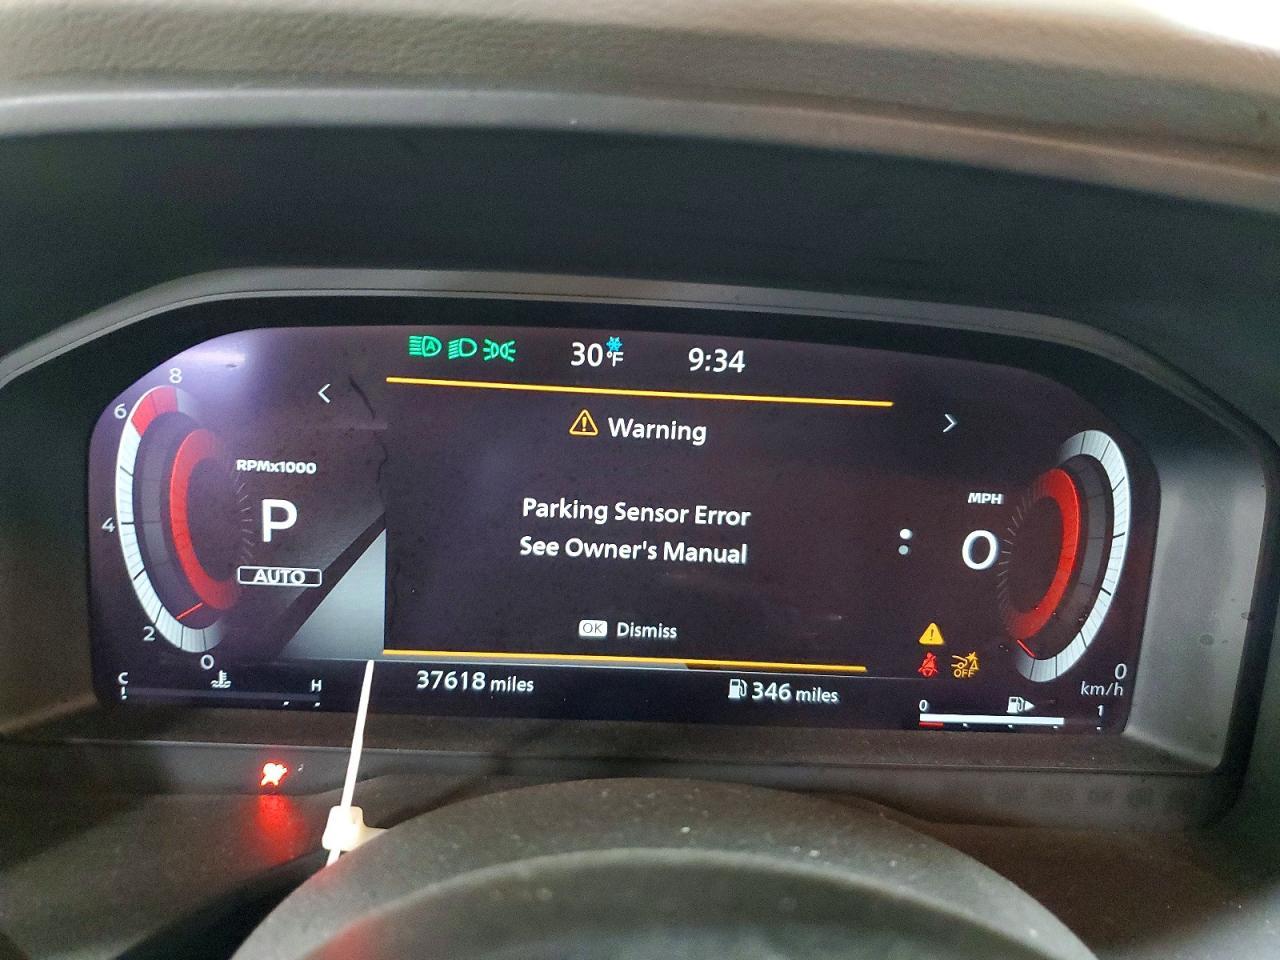 30°F
9:34
8
6
4
2
0
RPMx1000
P
AUTO
Warning
Parking Sensor Error
See Owner's Manual
OK Dismiss
MPH
0
OFF
0
km/h
C
H
37618 miles
346 miles
0
1